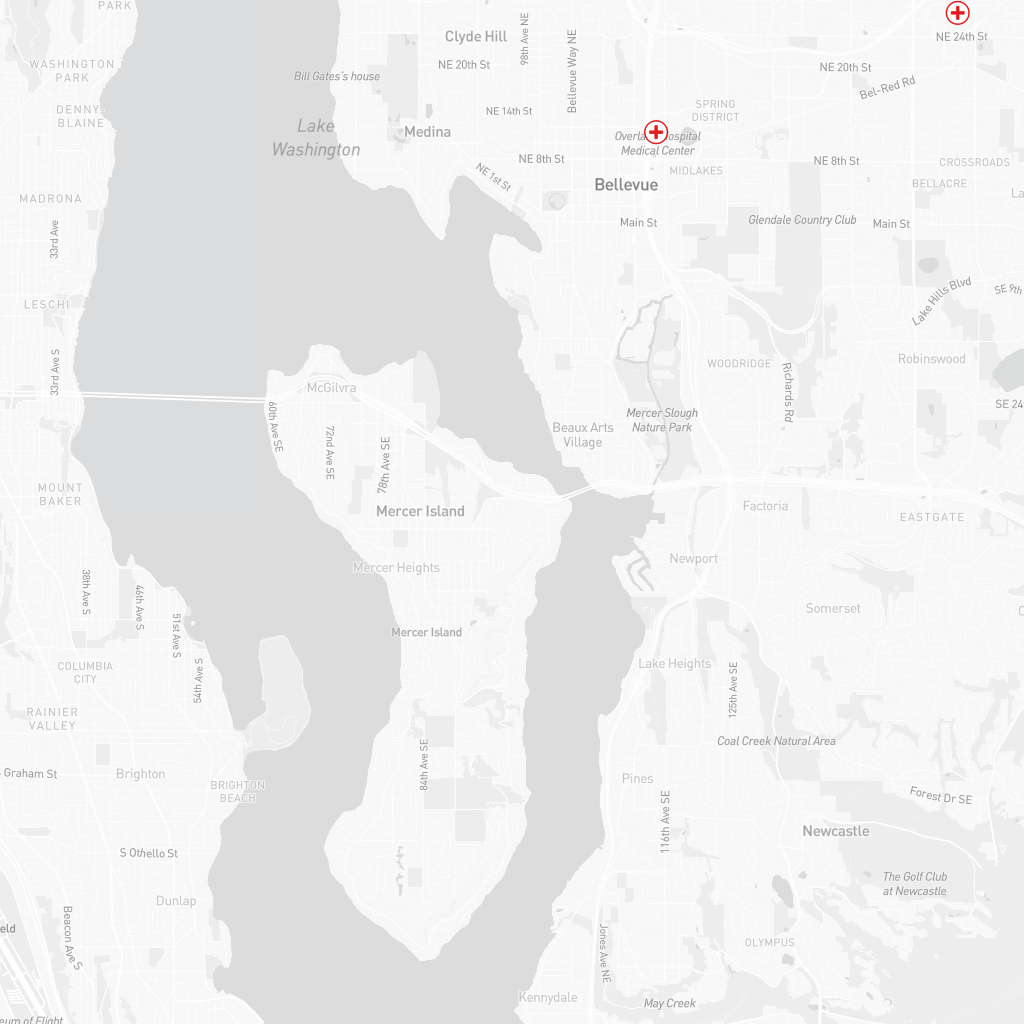 PARK
Clyde Hill
98th Ave NE
Bellevue Way NE
NE 24th St
WASHINGTON
PARK
Bill Gates's house
NE 20th St
NE 20th St
Bel-Red Rd
DENNY-
BLAINE
NE 14th St
SPRING
DISTRICT
Lake
Washington
Medina
Medical Center
NE 8th St
NE 8th St
CROSSROADS
NE 1st St
MIDLAKES
Bellevue
BELLACRE
MADRONA
33rd Ave
Main St
Glendale Country Club
Main St
LESCHI
Lake Hills Blvd
SE 9th
33rd Ave S
WOODRIDGE
Robinswood
McGilvra
Richards Rd
SE 24
60th Ave SE
72nd Ave SE
78th Ave SE
Beaux Arts
Village
Mercer Slough
Nature Park
MOUNT
BAKER
Mercer Island
Factoria
EASTGATE
Mercer Heights
Newport
38th Ave S
46th Ave S
51st Ave S
54th Ave S
Somerset
Mercer Island
COLUMBIA
CITY
Lake Heights
125th Ave SE
RAINIER
VALLEY
84th Ave SE
Coal Creek Natural Area
Graham St
Brighton
BRIGHTON
BEACH
Pines
116th Ave SE
Forest Dr SE
Newcastle
S Othello St
The Golf Club
at Newcastle
Dunlap
Beacon Ave S
Jones Ave NE
OLYMPUS
Kennydale
May Creek